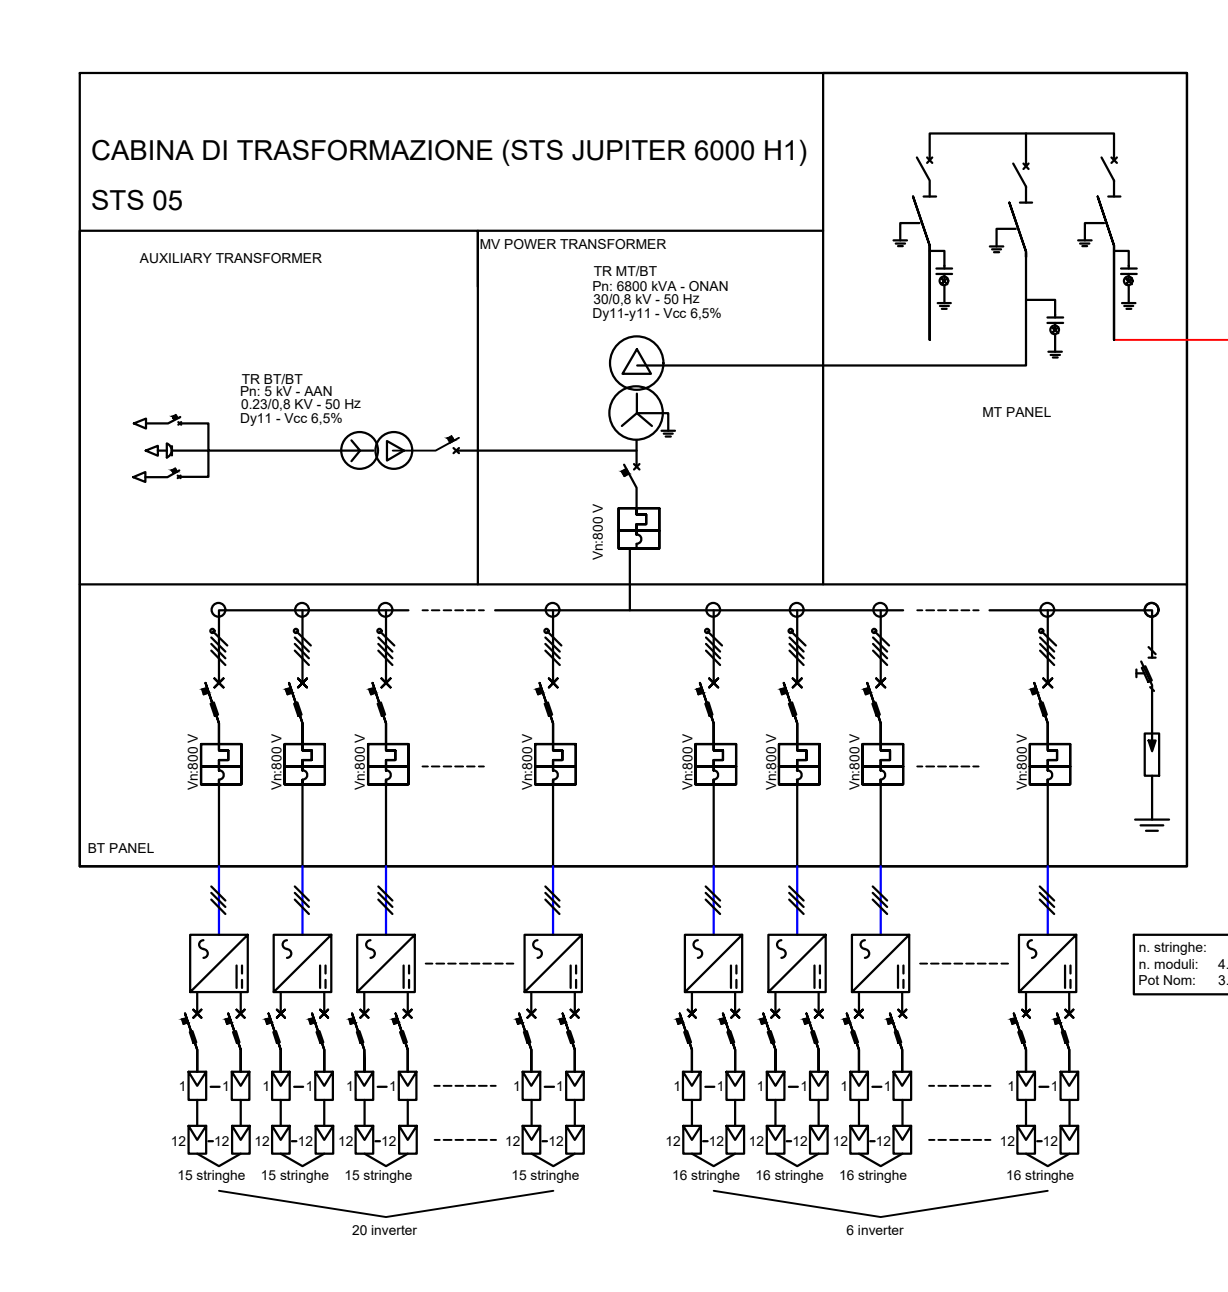 CABINA DI TRASFORMAZIONE (STS JUPITER 6000 H1)
STS 05
AUXILIARY TRANSFORMER
MV POWER TRANSFORMER
TR MT/BT
Pn: 6800 kVA - ONAN
30/0,8 kV - 50 Hz
Dy11-y11 - Vcc 6,5%
TR BT/BT
Pn: 5 kV - AAN
0.23/0,8 KV - 50 Hz
Dy11 - Vcc 6,5%
MT PANEL
Vn:800 V
Vn:800 V Vn:800 V Vn:800 V Vn:800 V Vn:800 V Vn:800 V Vn:800 V Vn:800 V
BT PANEL
n. stringhe:
n. moduli: 4.
Pot Nom: 3.
1 1 1 1 1 1 1 1 1 1 1 1 1 1 1 1
12 12 12 12 12 12 12 12 12 12 12 12 12 12 12 12
15 stringhe 15 stringhe 15 stringhe 15 stringhe 16 stringhe 16 stringhe 16 stringhe 16 stringhe
20 inverter 6 inverter